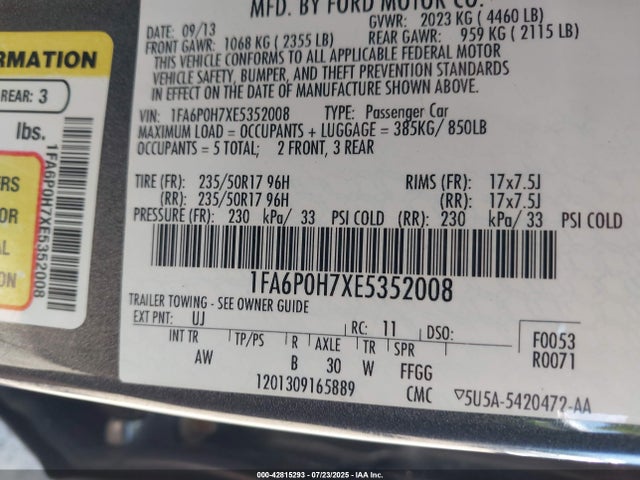 MFD. BY FORD MOTOR CO.
DATE: 09/13 GVWR: 2023 KG ( 4460 LB)
FRONT GAWR: 1068 KG ( 2355 LB) REAR GAWR: 959 KG ( 2115 LB)
THIS VEHICLE CONFORMS TO ALL APPLICABLE FEDERAL MOTOR
VEHICLE SAFETY, BUMPER, AND THEFT PREVENTION STANDARDS
IN EFFECT ON THE DATE OF MANUFACTURE SHOWN ABOVE.
VIN: 1FA6P0H7XE5352008 TYPE: Passenger Car
MAXIMUM LOAD = OCCUPANTS + LUGGAGE = 385KG/ 850LB
OCCUPANTS = 5 TOTAL; 2 FRONT, 3 REAR
TIRE (FR): 235/50R17 96H RIMS (FR): 17x7.5J
(RR): 235/50R17 96H (RR): 17x7.5J
PRESSURE (FR): 230 kPa/ 33 PSI COLD (RR): 230 kPa/ 33 PSI COLD
1FA6P0H7XE5352008
TRAILER TOWING - SEE OWNER GUIDE
EXT PNT: UJ RC: 11 DSO: F0053
INT TR TP/PS R AXLE TR SPR R0071
AW B 30 W FFGG
1201309165889 CMC ▽5U5A-5420472-AA
RMATION
REAR: 3
lbs.
1FA6P0H7XE5352008
ERS
OR
AL
ION
000-42815293 - 07/23/2025 - IAA Inc.